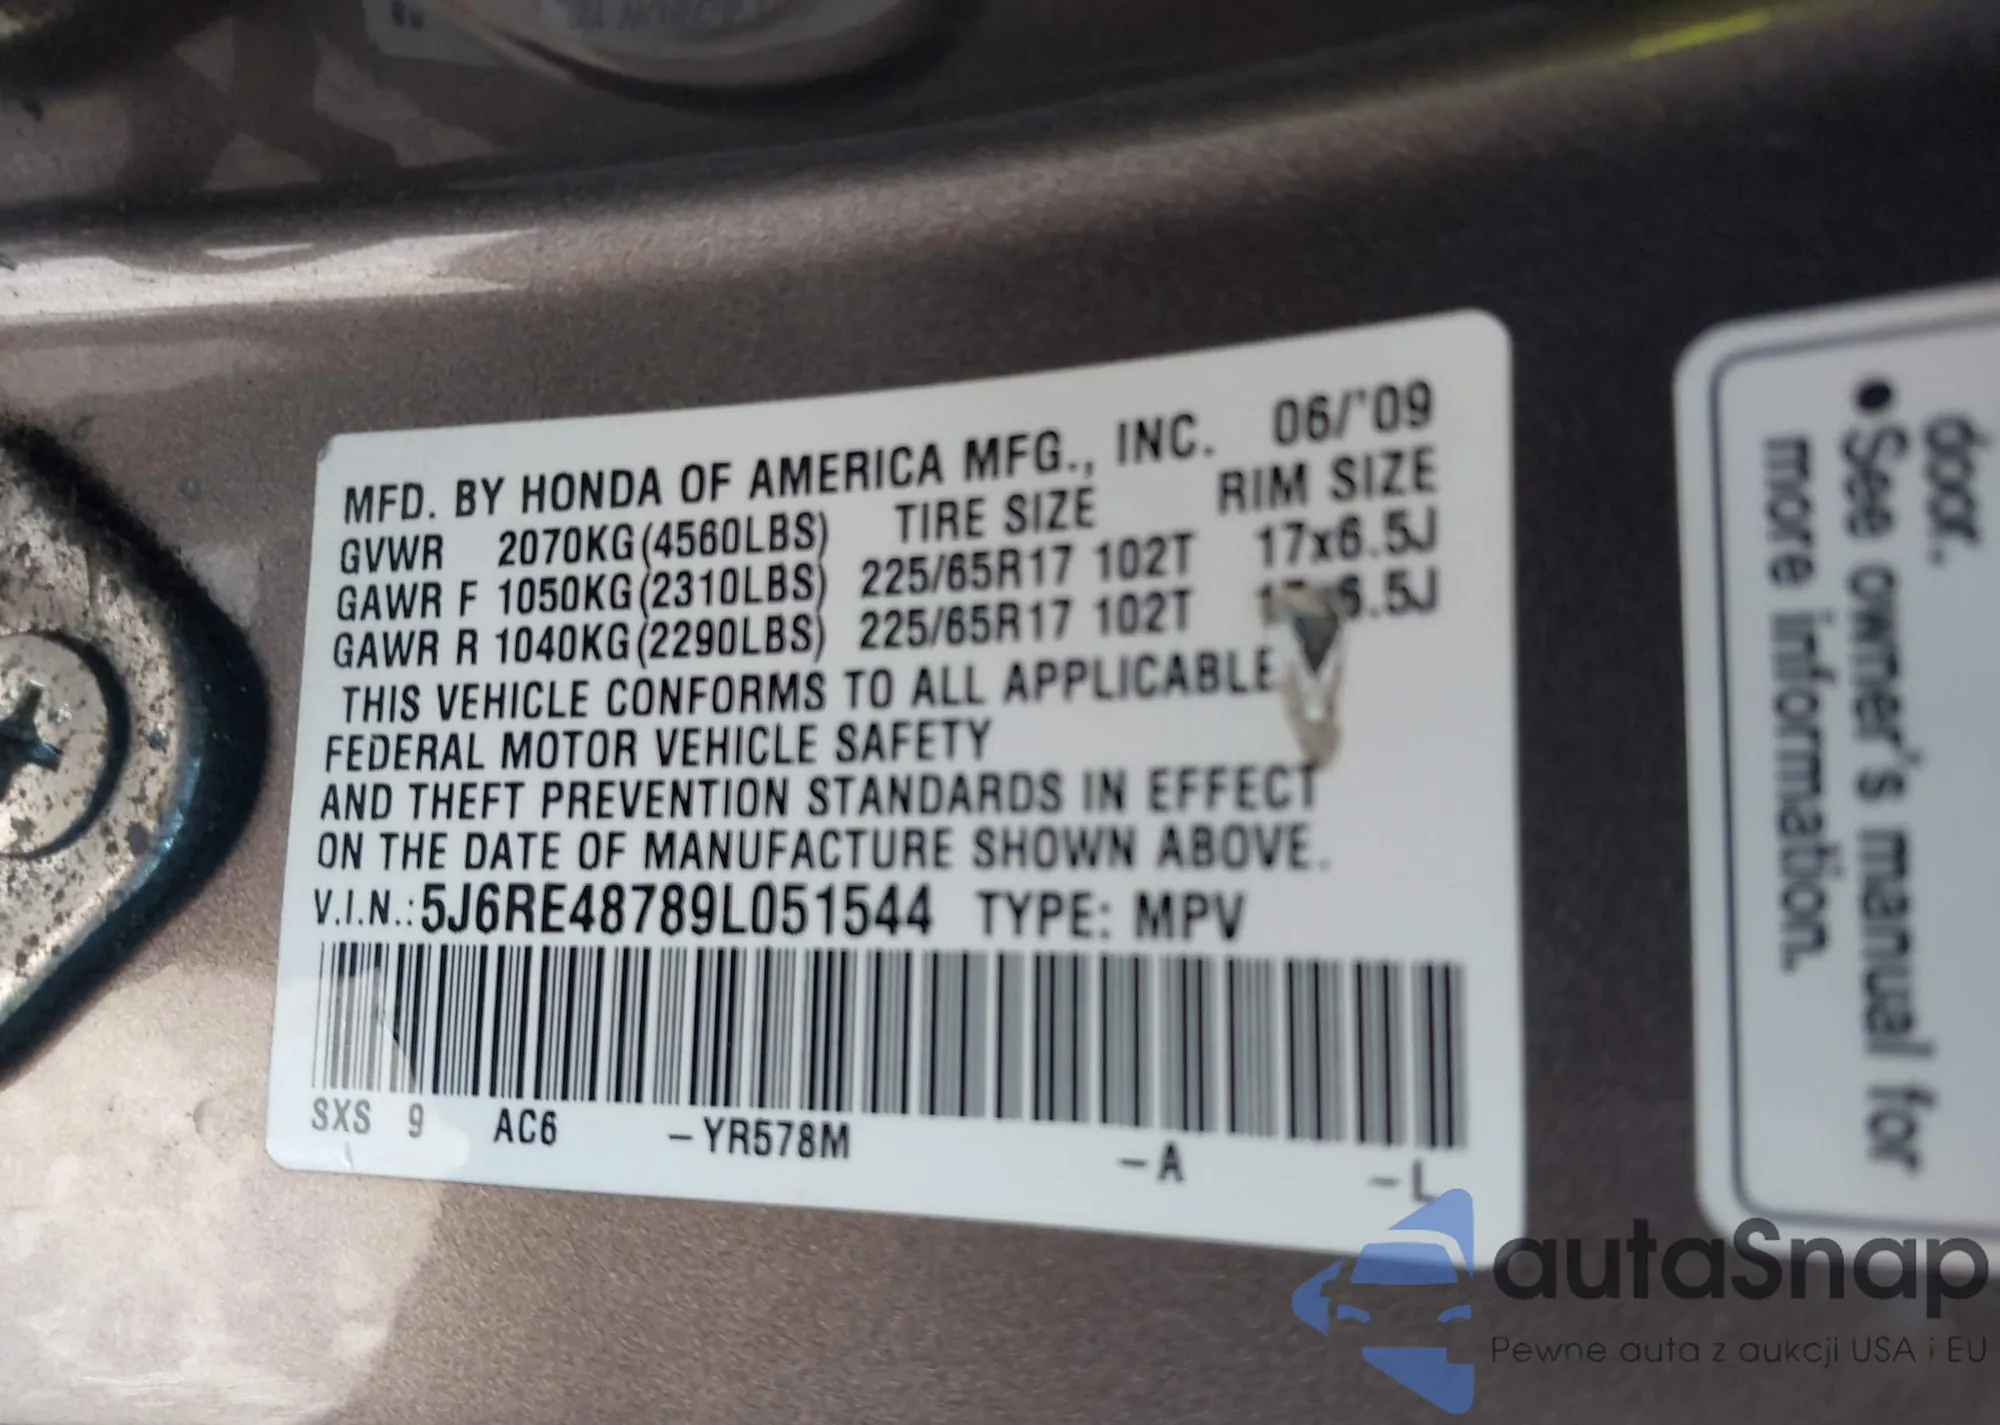 MFD. BY HONDA OF AMERICA MFG., INC. 06/'09
GVWR 2070KG(4560LBS) TIRE SIZE RIM SIZE
GAWR F 1050KG(2310LBS) 225/65R17 102T 17x6.5J
GAWR R 1040KG(2290LBS) 225/65R17 102T 17x6.5J
THIS VEHICLE CONFORMS TO ALL APPLICABLE
FEDERAL MOTOR VEHICLE SAFETY
AND THEFT PREVENTION STANDARDS IN EFFECT
ON THE DATE OF MANUFACTURE SHOWN ABOVE.
V.I.N.: 5J6RE48789L051544 TYPE: MPV
SXS 9 AC6 –YR578M –A –L
door.
•See owner's manual for
more information.
autaSnap
Pewne auta z aukcji USA i EU